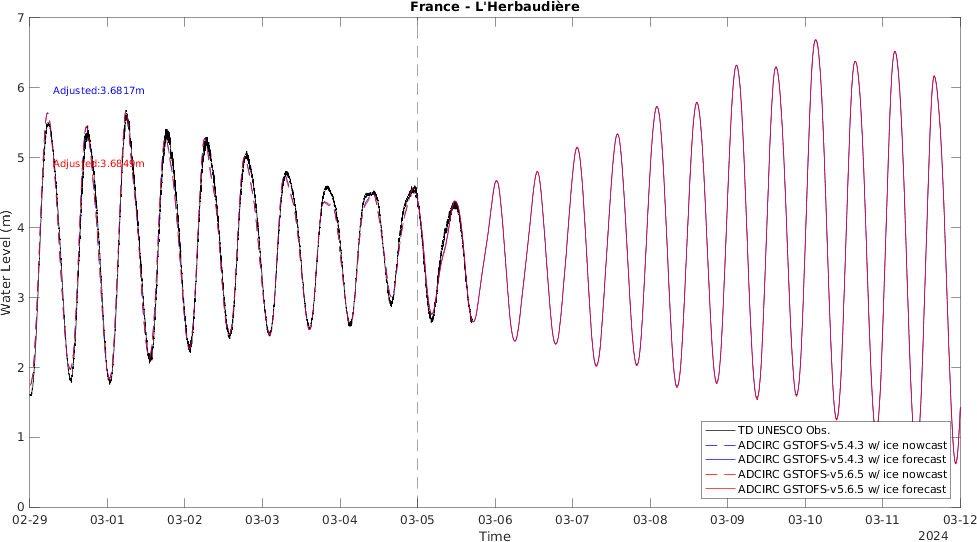 France - L'Herbaudière
7
6
5
4
3
2
1
0
Water Level (m)
Adjusted:3.6817m
Adjusted:3.6849m
TD UNESCO Obs.
ADCIRC GSTOFS-v5.4.3 w/ ice nowcast
ADCIRC GSTOFS-v5.4.3 w/ ice forecast
ADCIRC GSTOFS-v5.6.5 w/ ice nowcast
ADCIRC GSTOFS-v5.6.5 w/ ice forecast
02-29 03-01 03-02 03-03 03-04 03-05 03-06 03-07 03-08 03-09 03-10 03-11 03-12
Time
2024